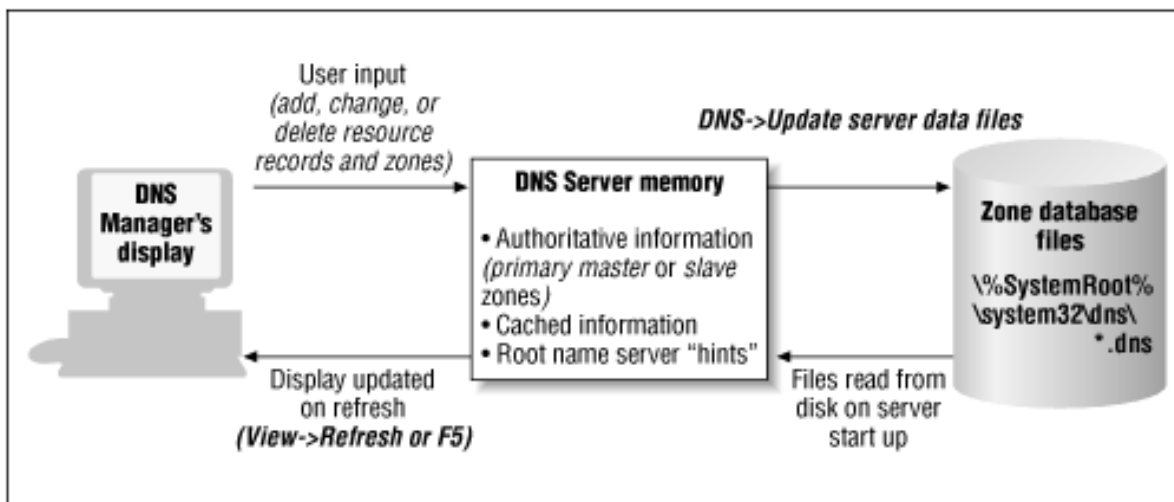 User input
(add, change, or
delete resource
records and zones)
DNS->Update server data files
DNS
Manager's
display
DNS Server memory
• Authoritative information
(primary master or slave
zones)
• Cached information
• Root name server “hints”
Zone database
files
\%SystemRoot%
\system32\dns\
*.dns
Display updated
on refresh
(View->Refresh or F5)
Files read from
disk on server
start up